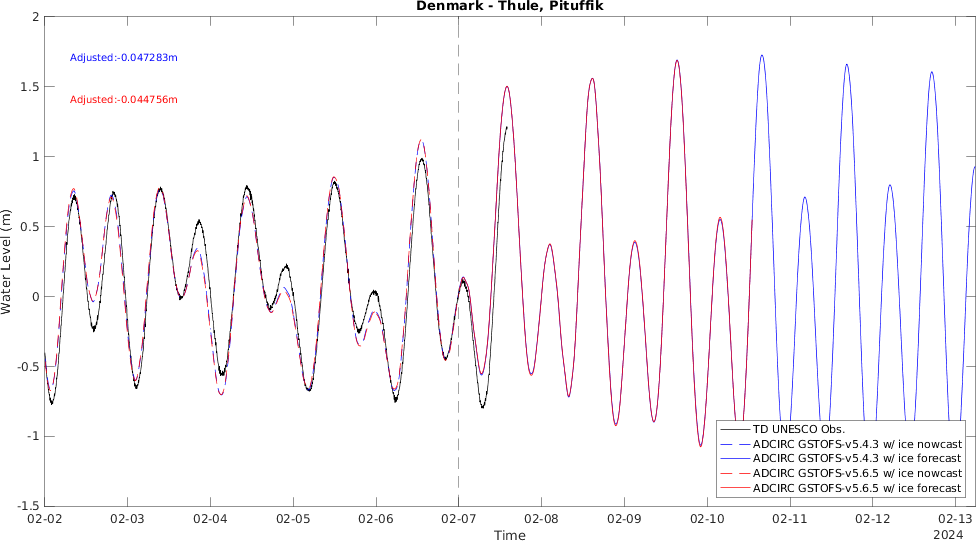 Denmark - Thule, Pituffik
2
1.5
1
0.5
0
-0.5
-1
-1.5
Water Level (m)
Adjusted:-0.047283m
Adjusted:-0.044756m
TD UNESCO Obs.
ADCIRC GSTOFS-v5.4.3 w/ ice nowcast
ADCIRC GSTOFS-v5.4.3 w/ ice forecast
ADCIRC GSTOFS-v5.6.5 w/ ice nowcast
ADCIRC GSTOFS-v5.6.5 w/ ice forecast
02-02 02-03 02-04 02-05 02-06 02-07 02-08 02-09 02-10 02-11 02-12 02-13
Time
2024